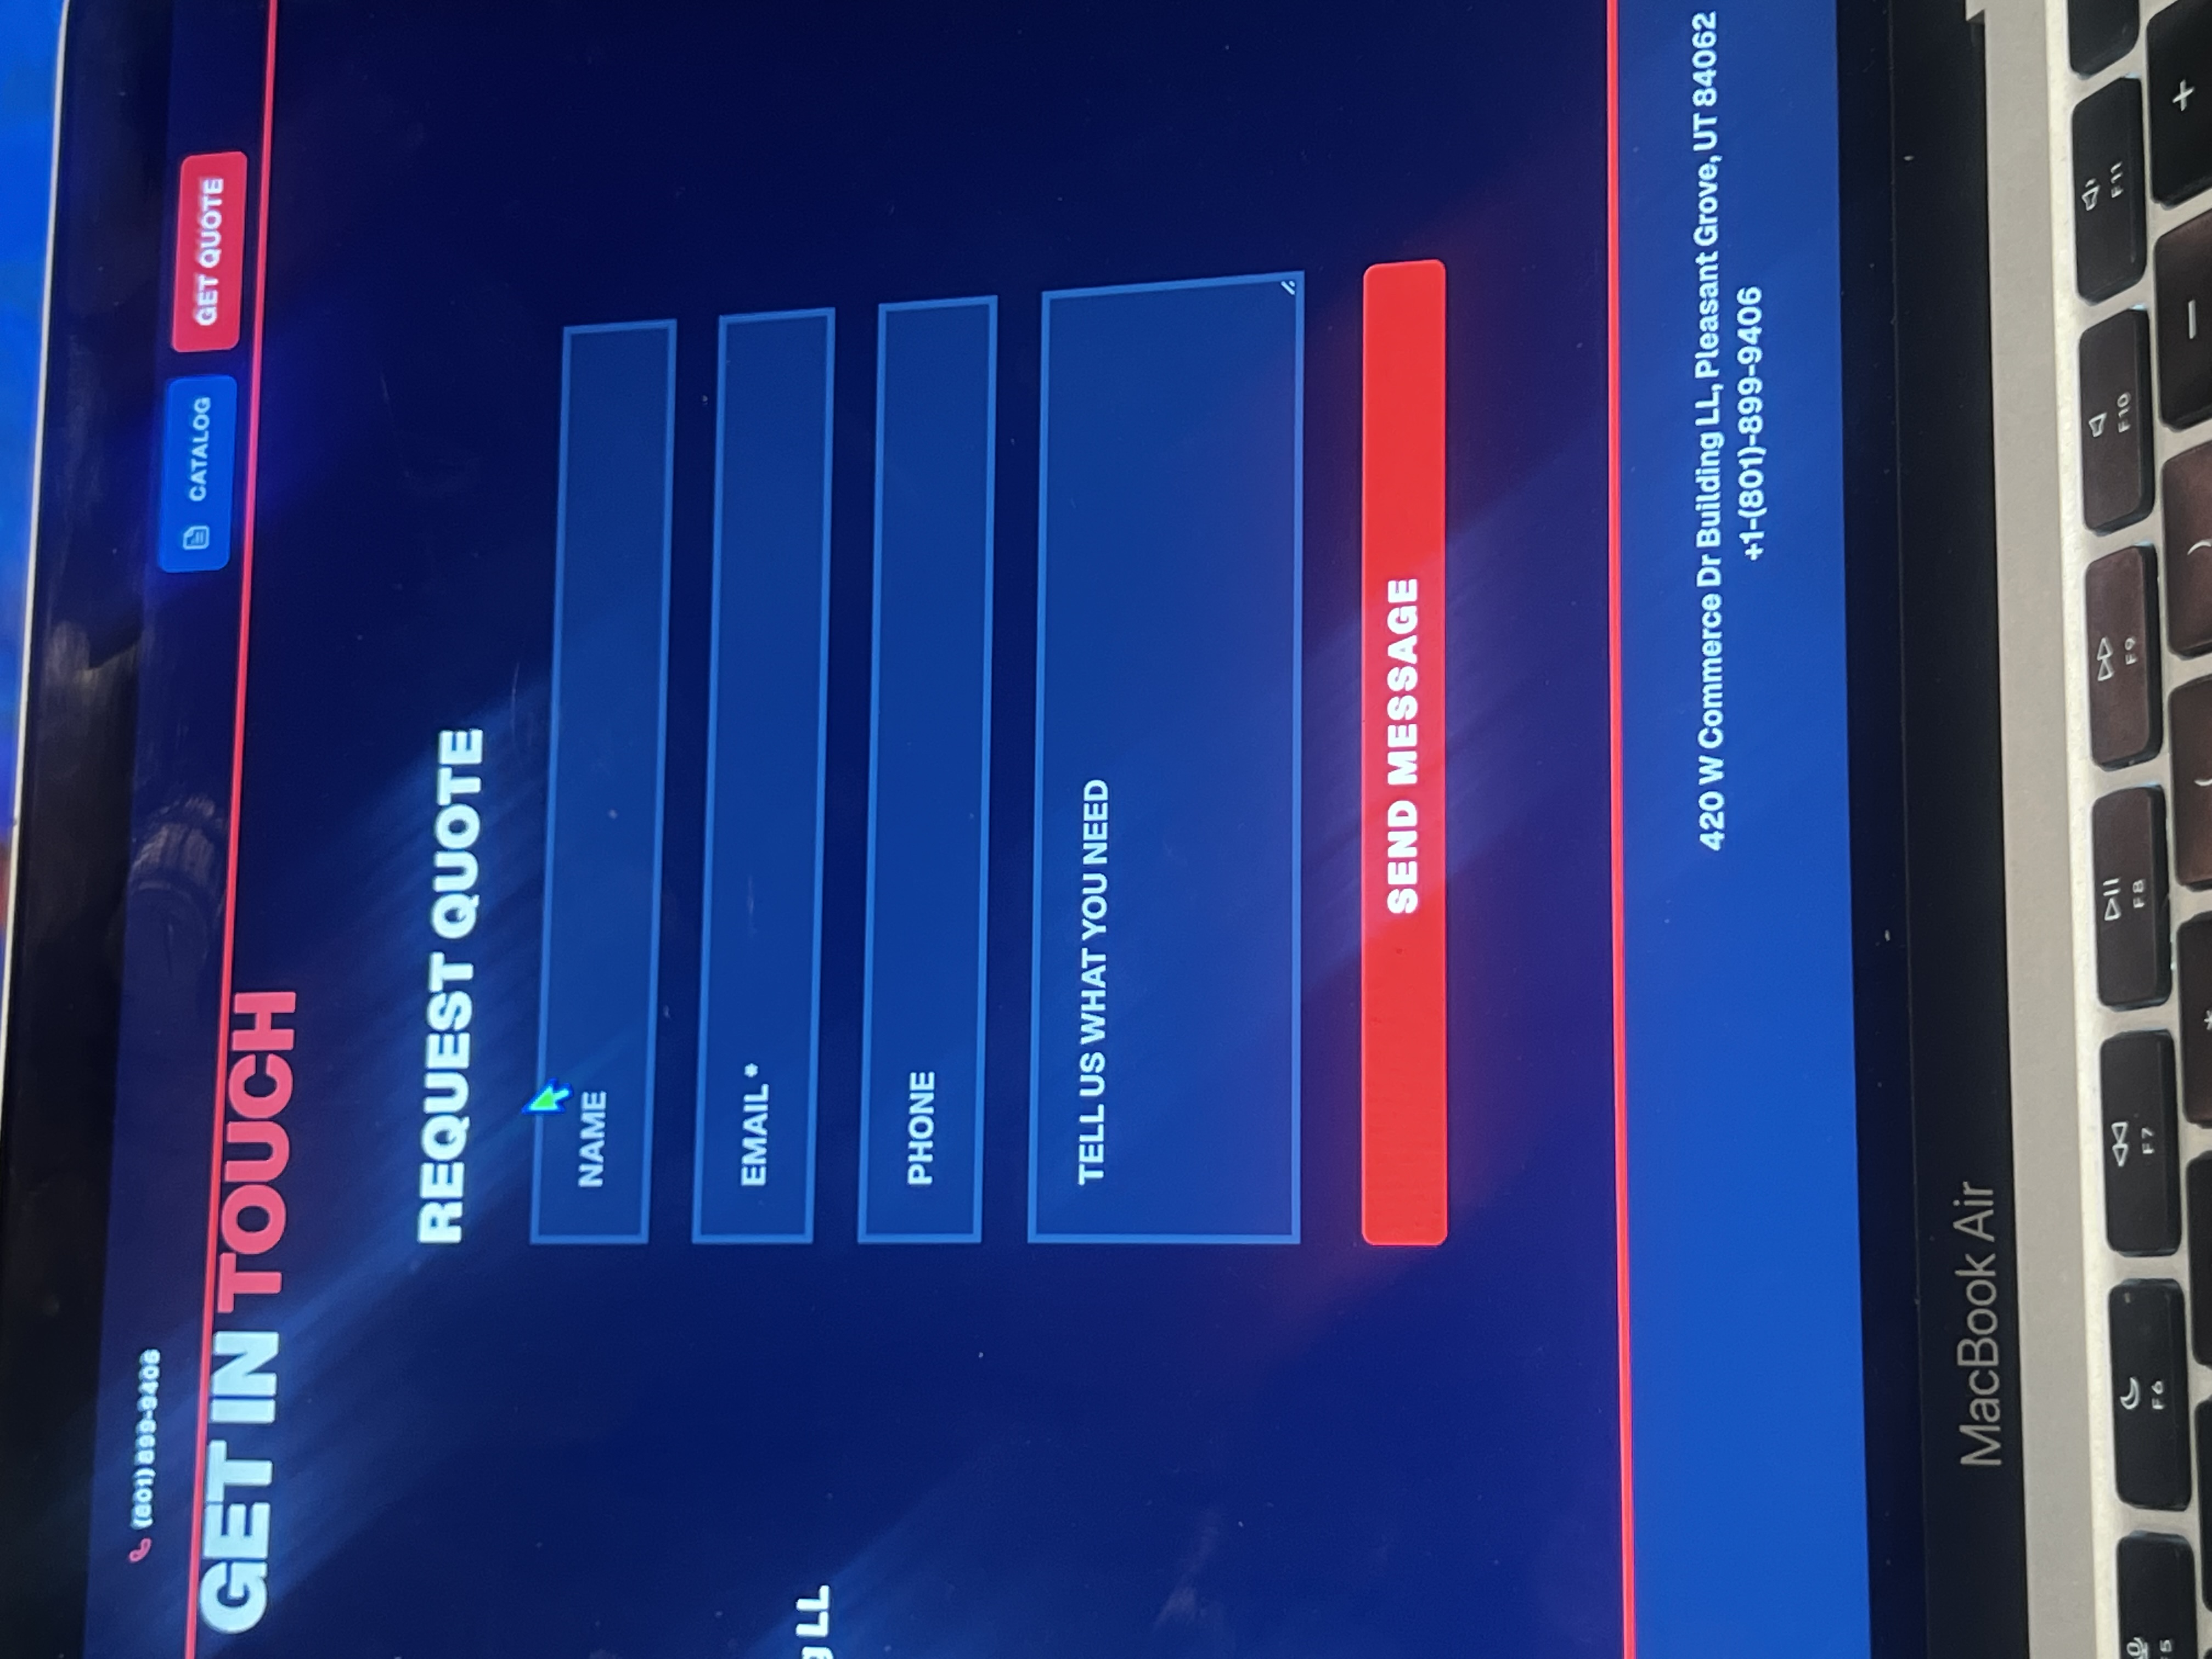 (801) 899-9406
CATALOG
GET QUOTE
GET IN TOUCH
REQUEST QUOTE
NAME
EMAIL *
g LL
PHONE
TELL US WHAT YOU NEED
SEND MESSAGE
420 W Commerce Dr Building LL, Pleasant Grove, UT 84062
+1-(801)-899-9406
MacBook Air
F5
F6
F7
F8
F9
F10
F11
*
(
)
—
+